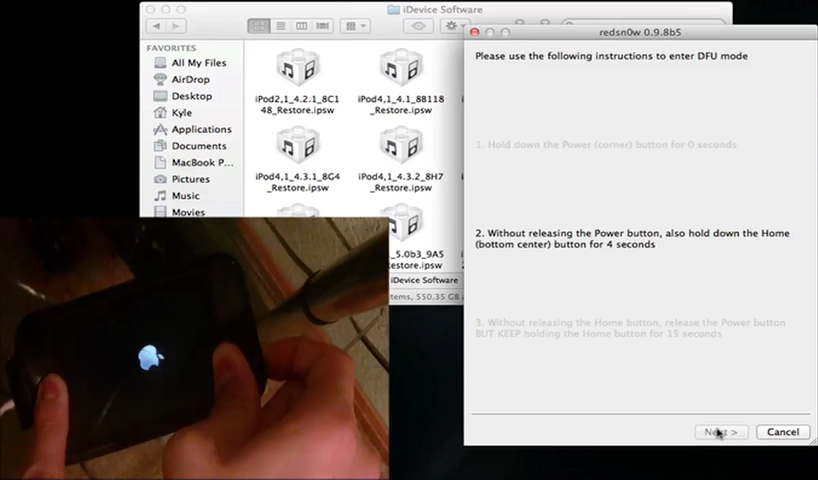 iDevice Software
redsn0w 0.9.8b5
Please use the following instructions to enter DFU mode
FAVORITES
All My Files
AirDrop
Desktop
Kyle
Applications
Documents
MacBook P...
Pictures
Music
Movies
iPod2,1_4.2.1_8C1
48_Restore.ipsw
iPod4,1_4.1_8B118
_Restore.ipsw
iPod4,1_4.3.1_8G4
_Restore.ipsw
iPod4,1_4.3.2_8H7
_Restore.ipsw
_5.0b3_9A5
estore.ipsw
iDevice Software
tems, 550.35 GB
1. Hold down the Power (corner) button for 0 seconds
2. Without releasing the Power button, also hold down the Home
(bottom center) button for 4 seconds
3. Without releasing the Home button, release the Power button
BUT KEEP holding the Home button for 15 seconds
Next >
Cancel